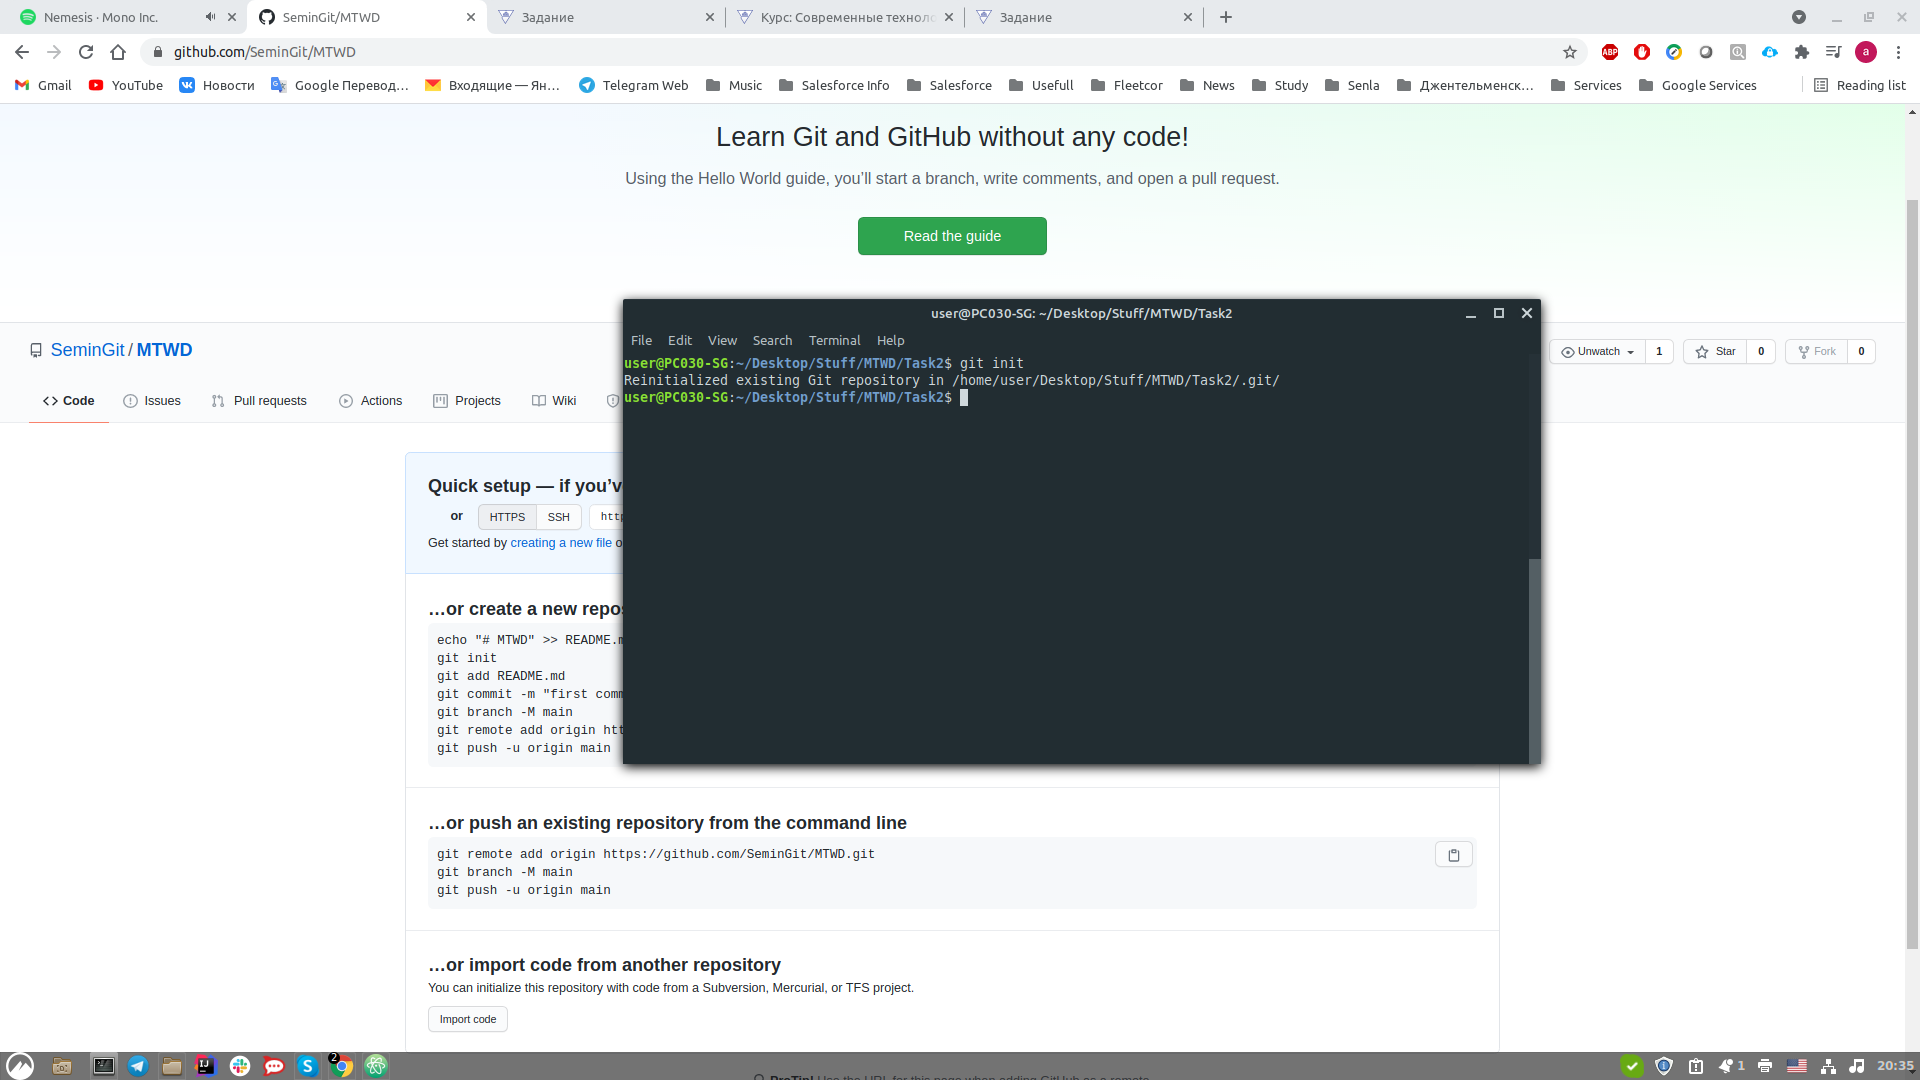 Nemesis · Mono Inc.
SeminGit/MTWD
Задание
Курс: Современные техноло
Задание
github.com/SeminGit/MTWD
ABP
a
Gmail
YouTube
Новости
Google Перевод...
Входящие — Ян...
Telegram Web
Music
Salesforce Info
Salesforce
Usefull
Fleetcor
News
Study
Senla
Джентельменск...
Services
Google Services
Reading list
Learn Git and GitHub without any code!
Using the Hello World guide, you’ll start a branch, write comments, and open a pull request.
Read the guide
SeminGit / MTWD
Unwatch
1
Star
0
Fork
0
Code
Issues
Pull requests
Actions
Projects
Wiki
user@PC030-SG: ~/Desktop/Stuff/MTWD/Task2
File Edit View Search Terminal Help
user@PC030-SG:~/Desktop/Stuff/MTWD/Task2$ git init
Reinitialized existing Git repository in /home/user/Desktop/Stuff/MTWD/Task2/.git/
user@PC030-SG:~/Desktop/Stuff/MTWD/Task2$
Quick setup — if you’v
or
HTTPS
SSH
http
Get started by creating a new file o
…or create a new repos
echo "# MTWD" >> README.m
git init
git add README.md
git commit -m "first comm
git branch -M main
git remote add origin htt
git push -u origin main
…or push an existing repository from the command line
git remote add origin https://github.com/SeminGit/MTWD.git
git branch -M main
git push -u origin main
…or import code from another repository
You can initialize this repository with code from a Subversion, Mercurial, or TFS project.
Import code
ProTip! Use the URL for this page when adding GitHub as a remote.
IJ
S
2
1
20:35